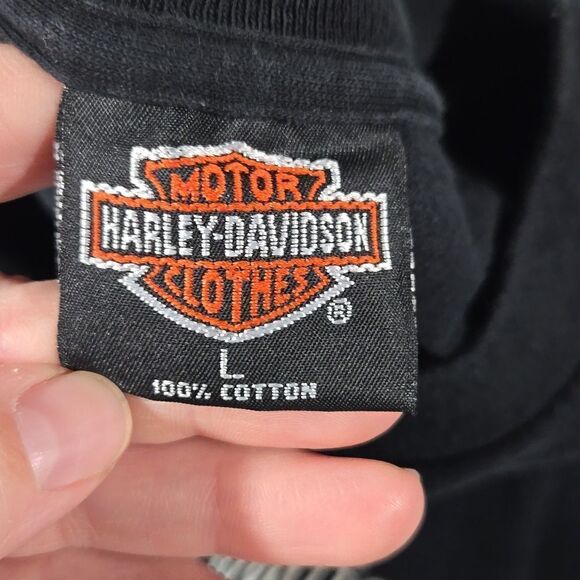 MOTOR
HARLEY-DAVIDSON
CLOTHES
®
L
100% COTTON